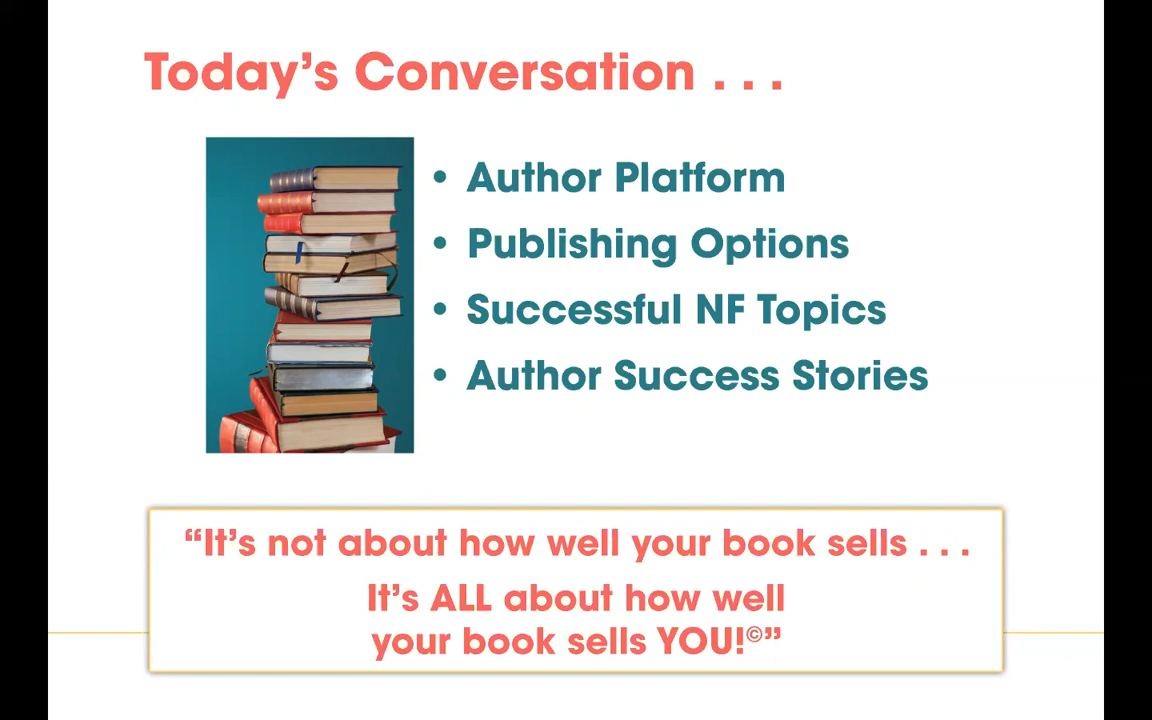 Today’s Conversation . . .
• Author Platform
• Publishing Options
• Successful NF Topics
• Author Success Stories
“It’s not about how well your book sells . . .
It’s ALL about how well
your book sells YOU!©”